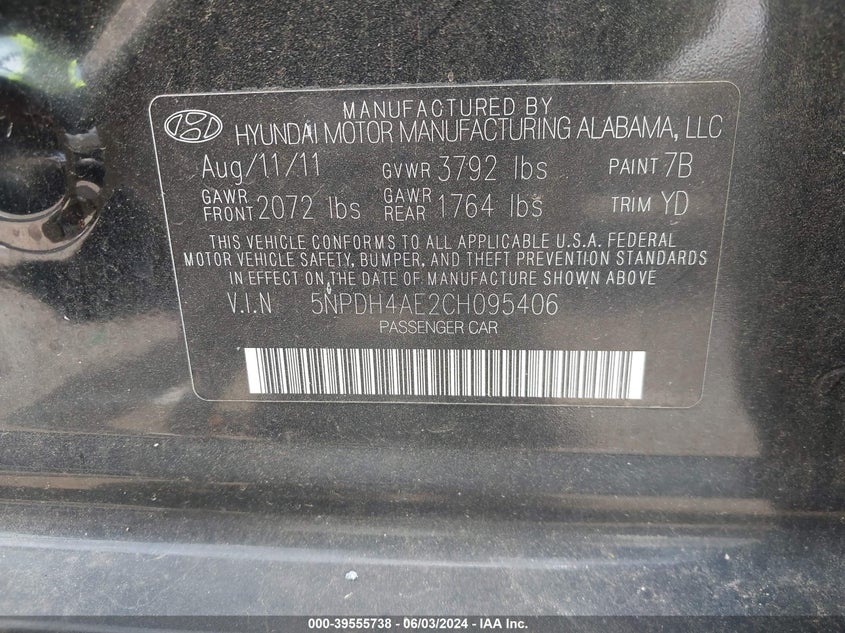 MANUFACTURED BY
HYUNDAI MOTOR MANUFACTURING ALABAMA, LLC
Aug/11/11 GVWR 3792 lbs PAINT 7B
GAWR FRONT 2072 lbs GAWR REAR 1764 lbs TRIM YD
THIS VEHICLE CONFORMS TO ALL APPLICABLE U.S.A. FEDERAL
MOTOR VEHICLE SAFETY, BUMPER, AND THEFT PREVENTION STANDARDS
IN EFFECT ON THE DATE OF MANUFACTURE SHOWN ABOVE
V.I.N 5NPDH4AE2CH095406
PASSENGER CAR
000-39555738 - 06/03/2024 - IAA Inc.